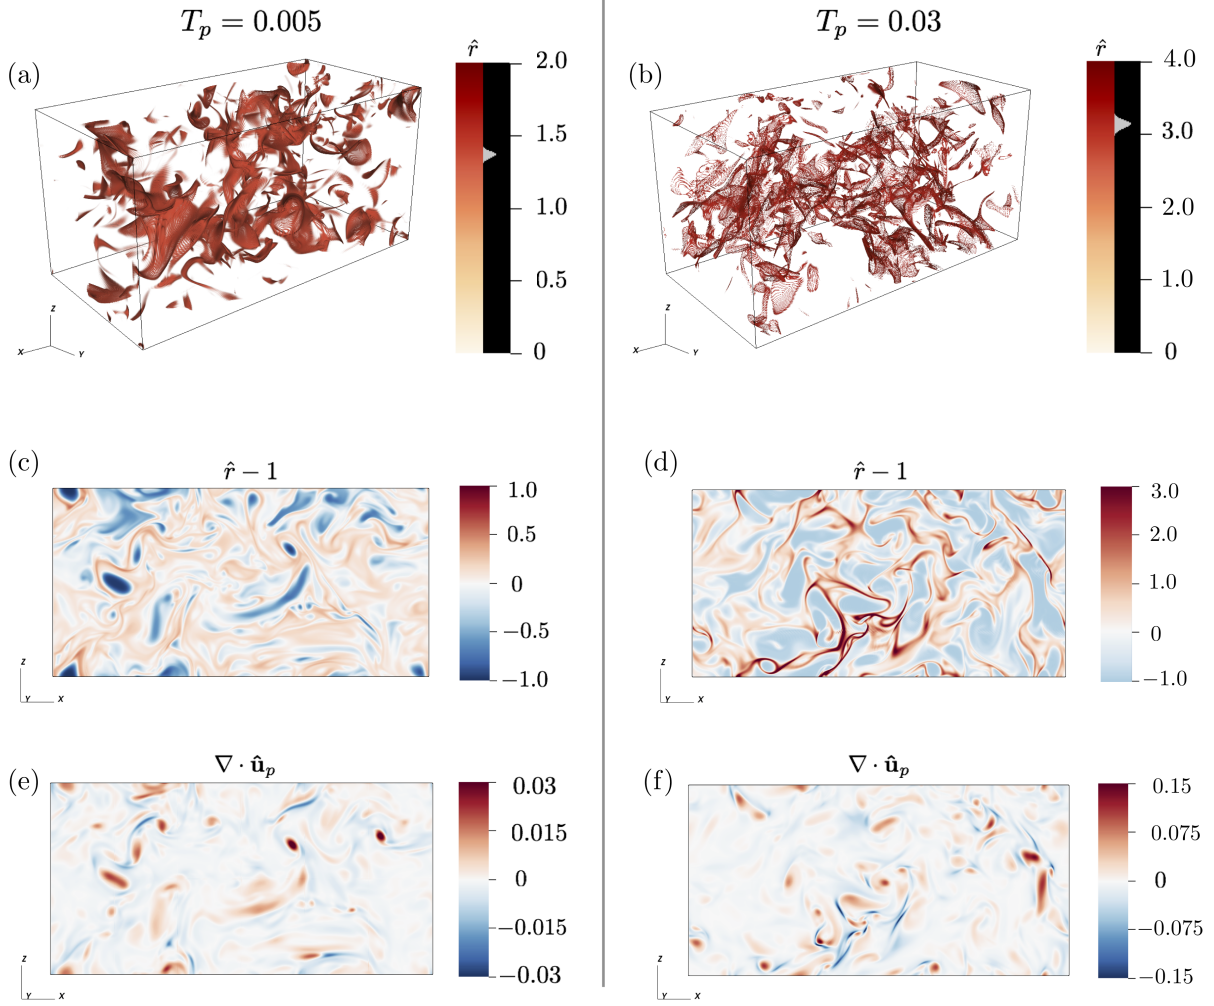 T_p = 0.005
T_p = 0.03
(a)
r̂
2.0
1.5
1.0
0.5
0
z
x
Y
(b)
r̂
4.0
3.0
2.0
1.0
0
z
x
Y
(c)
r̂ − 1
1.0
0.5
0
−0.5
−1.0
z
Y
x
(d)
r̂ − 1
3.0
2.0
1.0
0
−1.0
z
Y
x
(e)
∇ · û_p
0.03
0.015
0
−0.015
−0.03
z
Y
x
(f)
∇ · û_p
0.15
0.075
0
−0.075
−0.15
z
Y
x